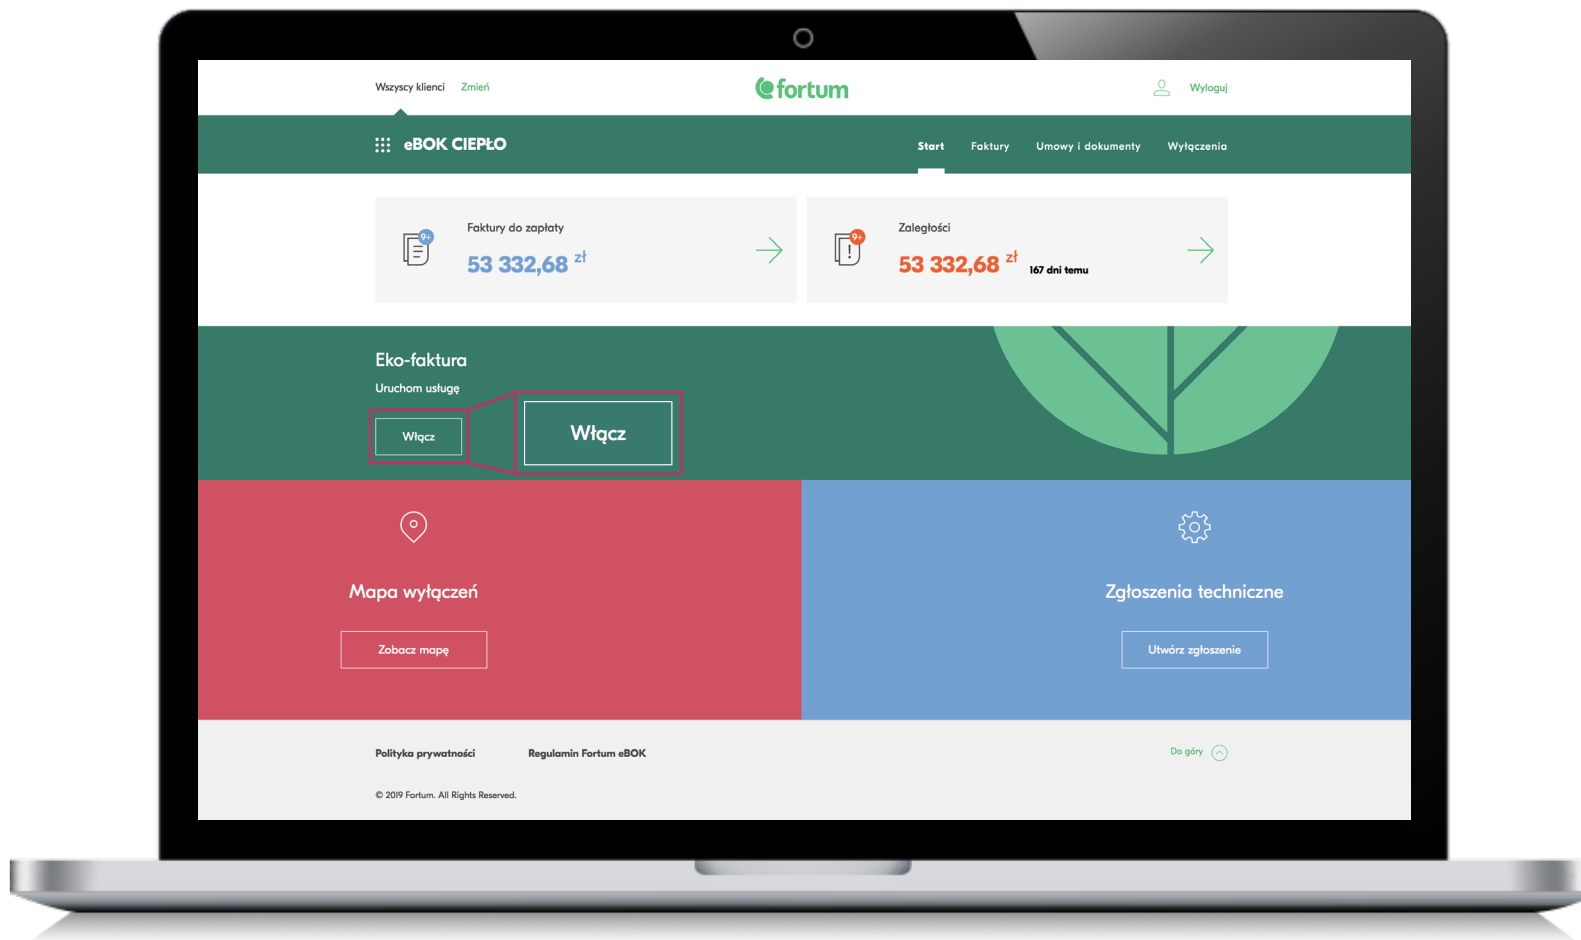 Wszyscy klienci Zmień fortum Wyloguj
eBOK CIEPŁO Start Faktury Umowy i dokumenty Wyłączenia
Faktury do zapłaty
9+
53 332,68 zł
Zaległości
9+
53 332,68 zł 167 dni temu
Eko-faktura
Uruchom usługę
Włącz
Włącz
Mapa wyłączeń
Zobacz mapę
Zgłoszenia techniczne
Utwórz zgłoszenie
Polityka prywatności Regulamin Fortum eBOK Do góry
© 2019 Fortum. All Rights Reserved.